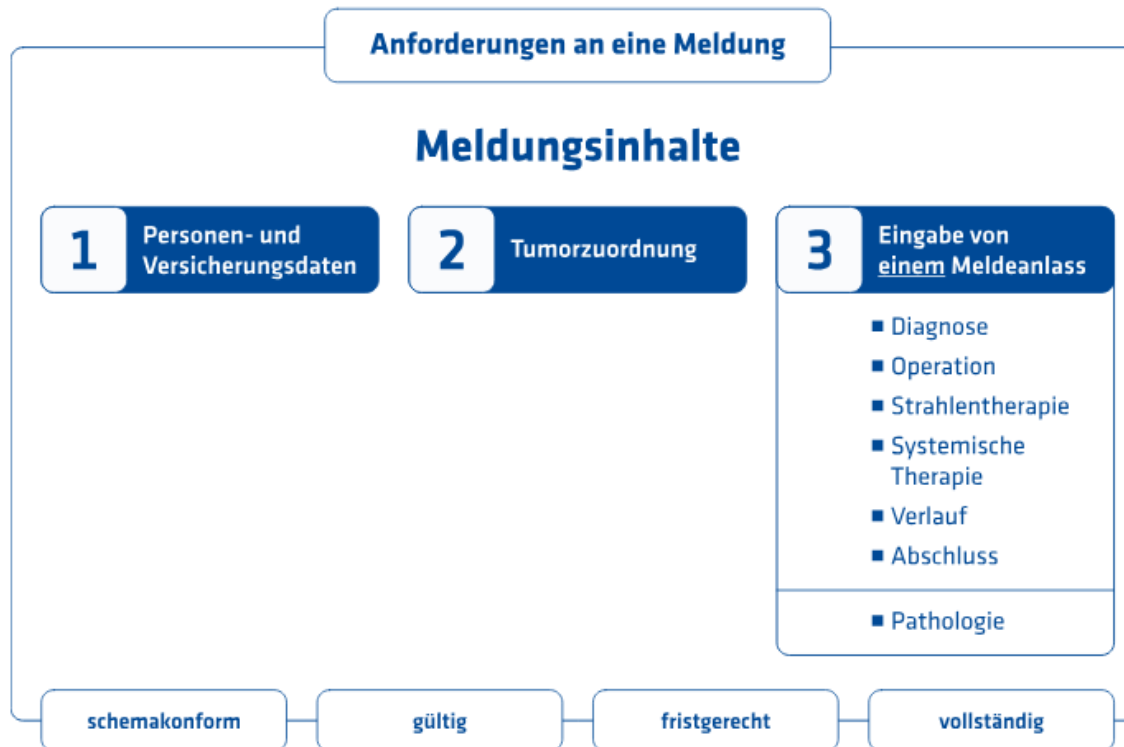 Anforderungen an eine Meldung
Meldungsinhalte
1
Personen- und
Versicherungsdaten
2
Tumorzuordnung
3
Eingabe von
einem Meldeanlass
■ Diagnose
■ Operation
■ Strahlentherapie
■ Systemische
Therapie
■ Verlauf
■ Abschluss
■ Pathologie
schemakonform
gültig
fristgerecht
vollständig